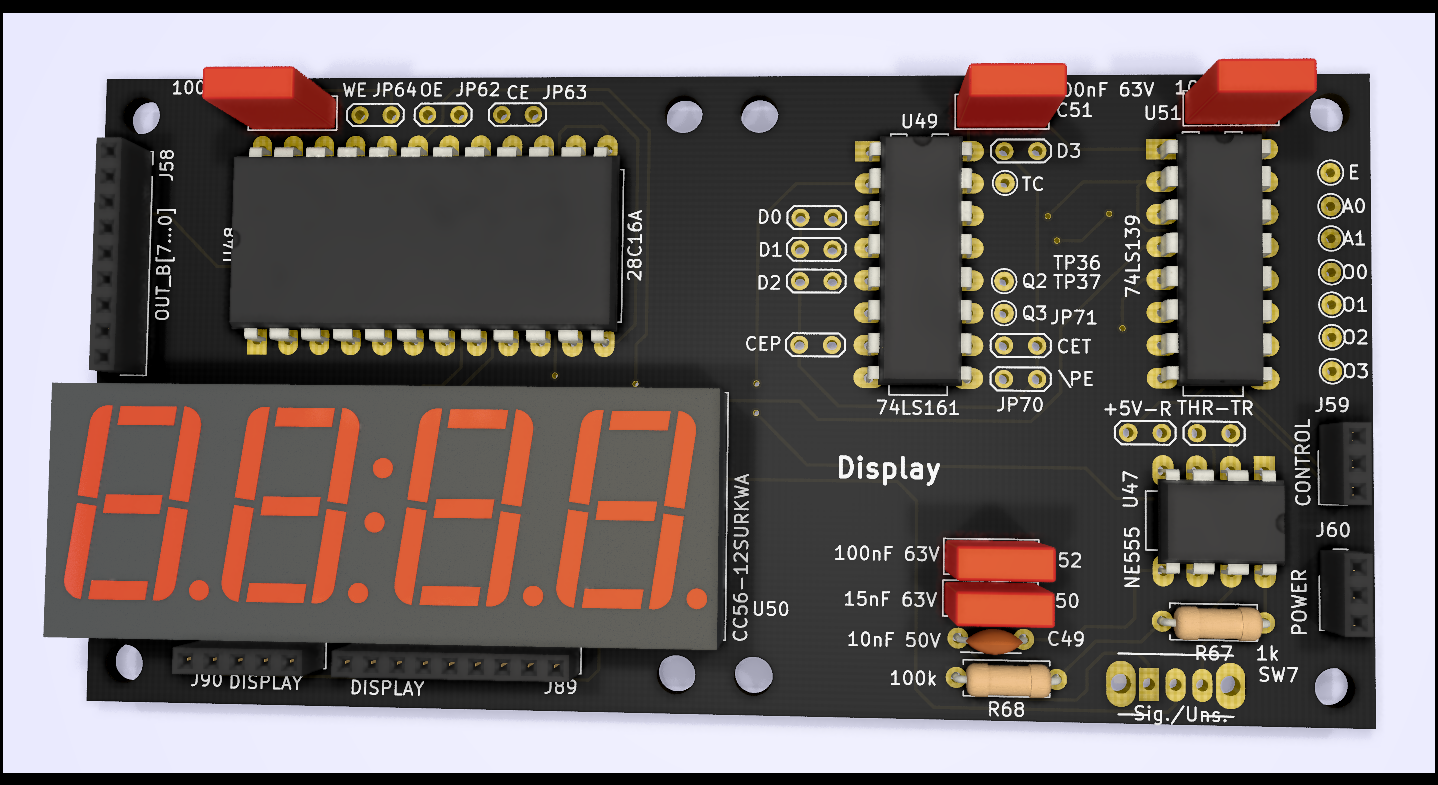 100
WE JP64 OE JP62 CE JP63
00nF 63V
C51
10
U51
U49
J58
OUT_B[7...0]
U48
28C16A
D3
TC
D0
D1
D2
CEP
Q2
Q3
TP36
TP37
JP71
CET
\PE
JP70
74LS161
74LS139
E
A0
A1
O0
O1
O2
O3
+5V-R THR-TR
J59
CONTROL
J60
POWER
Display
U47
NE555
CC56-12SURKWA
U50
100nF 63V
52
15nF 63V
50
10nF 50V
C49
100k
R68
R67 1k
SW7
Sig./Uns.
J90 DISPLAY
DISPLAY
J89